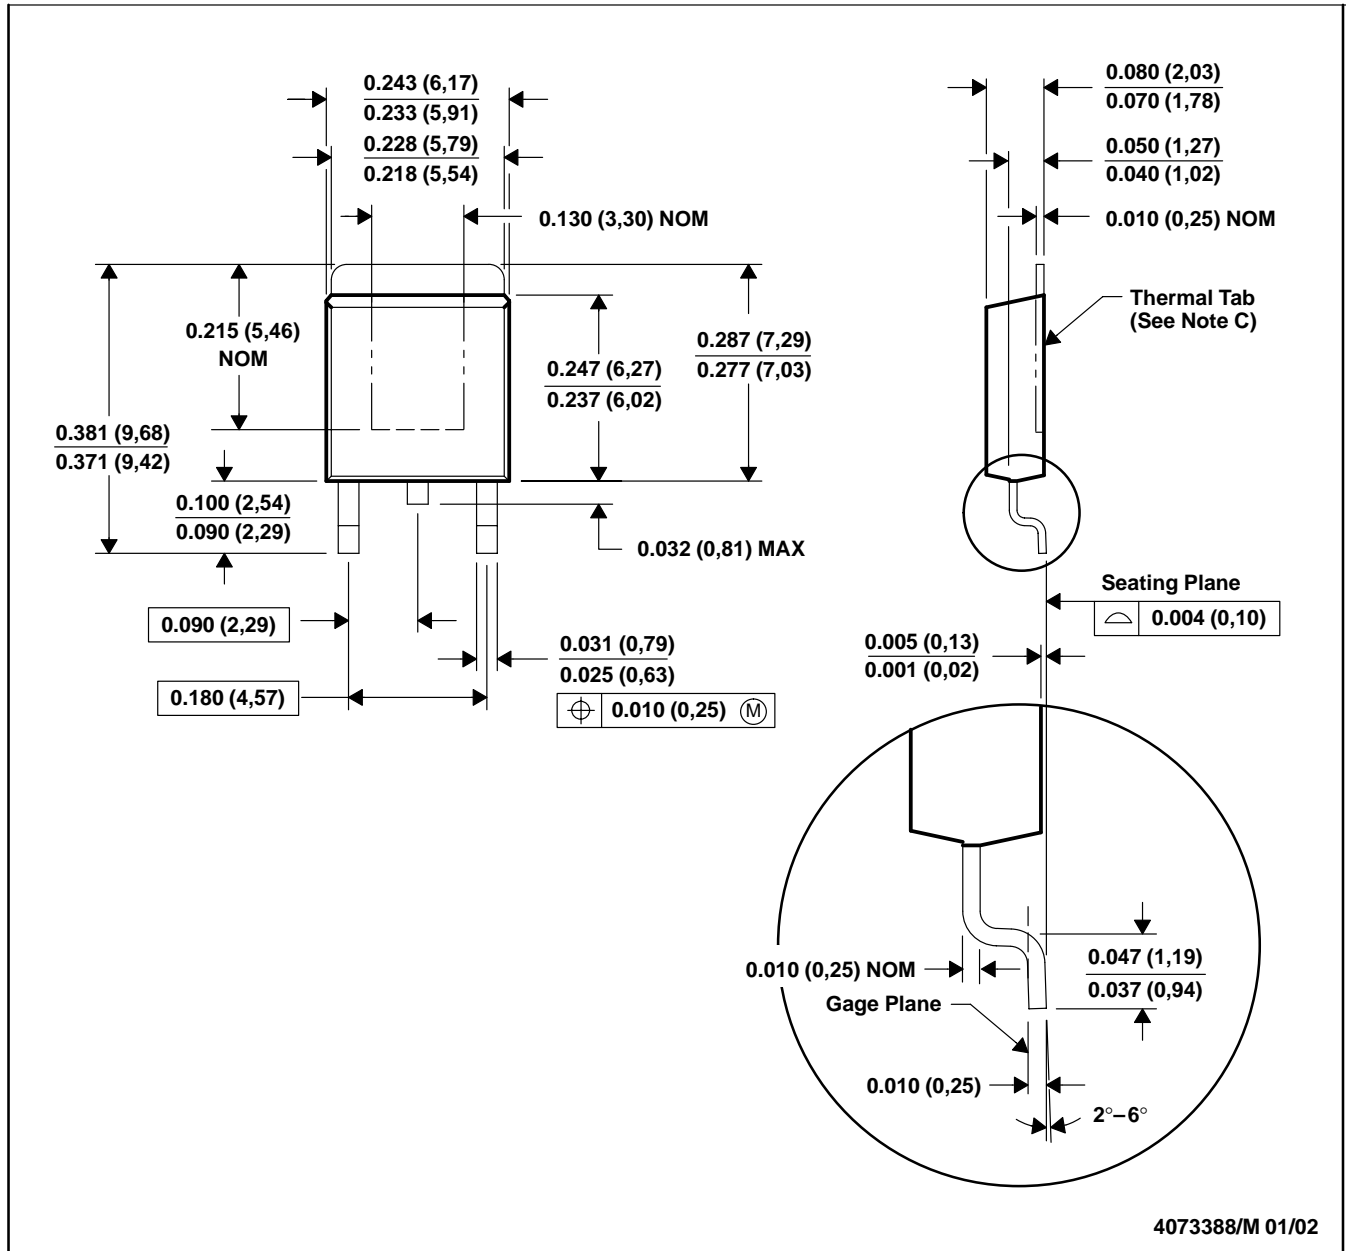 0.243 (6,17)
0.233 (5,91)
0.228 (5,79)
0.218 (5,54)
0.130 (3,30) NOM
0.215 (5,46)
NOM
0.287 (7,29)
0.277 (7,03)
0.247 (6,27)
0.237 (6,02)
0.381 (9,68)
0.371 (9,42)
0.100 (2,54)
0.090 (2,29)
0.032 (0,81) MAX
0.090 (2,29)
0.031 (0,79)
0.025 (0,63)
0.180 (4,57)
0.010 (0,25) M
0.080 (2,03)
0.070 (1,78)
0.050 (1,27)
0.040 (1,02)
0.010 (0,25) NOM
Thermal Tab
(See Note C)
Seating Plane
0.004 (0,10)
0.005 (0,13)
0.001 (0,02)
0.047 (1,19)
0.037 (0,94)
0.010 (0,25) NOM
Gage Plane
0.010 (0,25)
2°–6°
4073388/M 01/02